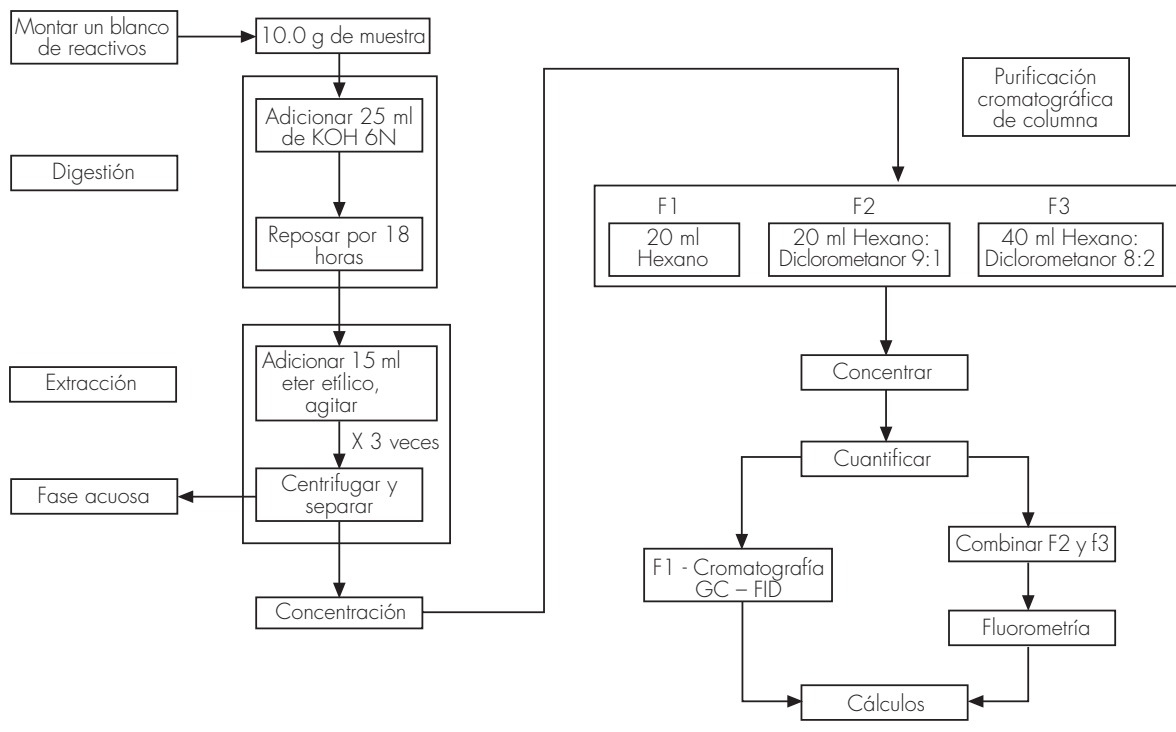 Montar un blanco
de reactivos
10.0 g de muestra
Adicionar 25 ml
de KOH 6N
Digestión
Reposar por 18
horas
Adicionar 15 ml
eter etílico,
agitar
Extracción
X 3 veces
Centrifugar y
separar
Fase acuosa
Concentración
Purificación
cromatográfica
de columna
F1
20 ml
Hexano
F2
20 ml Hexano:
Diclorometanor 9:1
F3
40 ml Hexano:
Diclorometanor 8:2
Concentrar
Cuantificar
F1 - Cromatografía
GC – FID
Combinar F2 y f3
Fluorometría
Cálculos